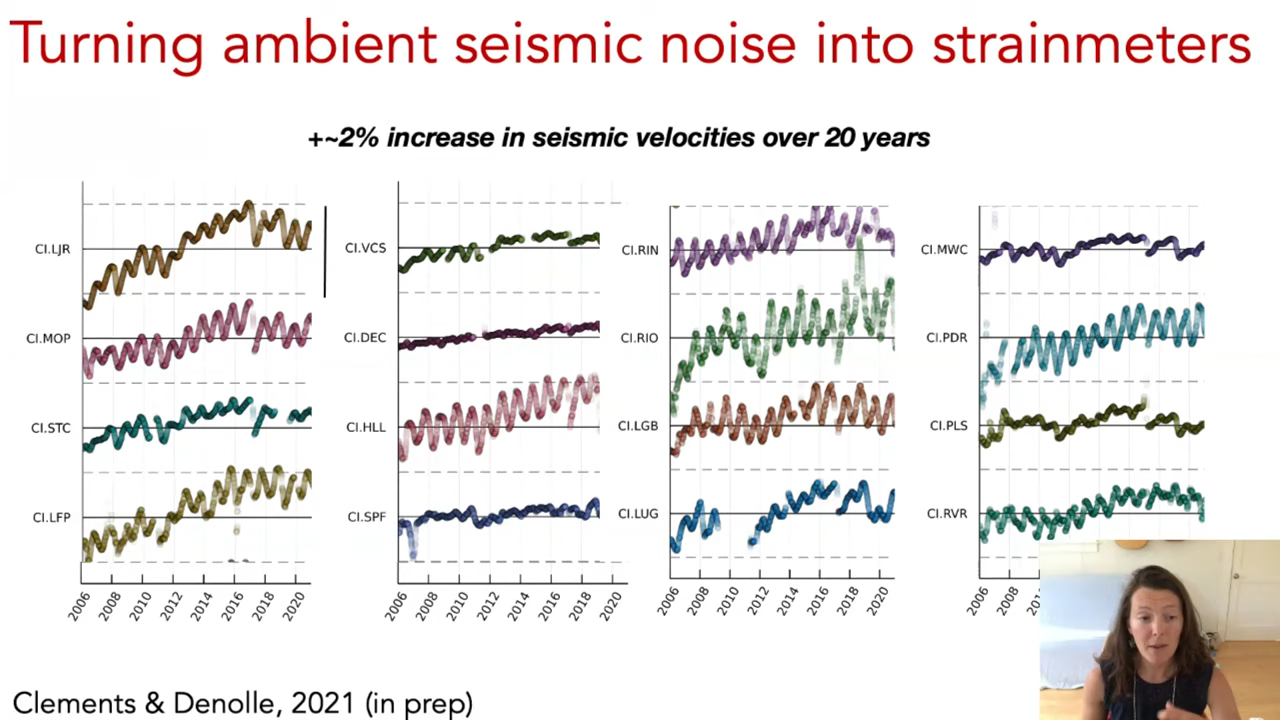 Turning ambient seismic noise into strainmeters
+~2% increase in seismic velocities over 20 years
CI.LJR
CI.MOP
CI.STC
CI.LFP
2006 2008 2010 2012 2014 2016 2018 2020
CI.VCS
CI.DEC
CI.HLL
CI.SPF
2006 2008 2010 2012 2014 2016 2018 2020
CI.RIN
CI.RIO
CI.LGB
CI.LUG
2006 2008 2010 2012 2014 2016 2018 2020
CI.MWC
CI.PDR
CI.PLS
CI.RVR
2006 2008
Clements & Denolle, 2021 (in prep)